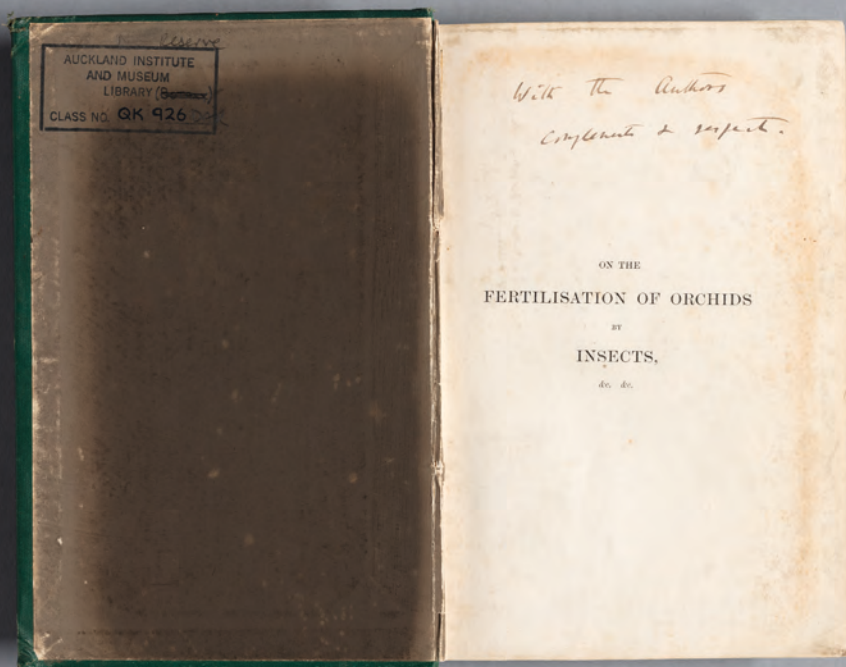 Reserve
AUCKLAND INSTITUTE
AND MUSEUM
LIBRARY
CLASS NO. QK 926
With the Authors
compliments & respect.
ON THE
FERTILISATION OF ORCHIDS
BY
INSECTS,
&c. &c.